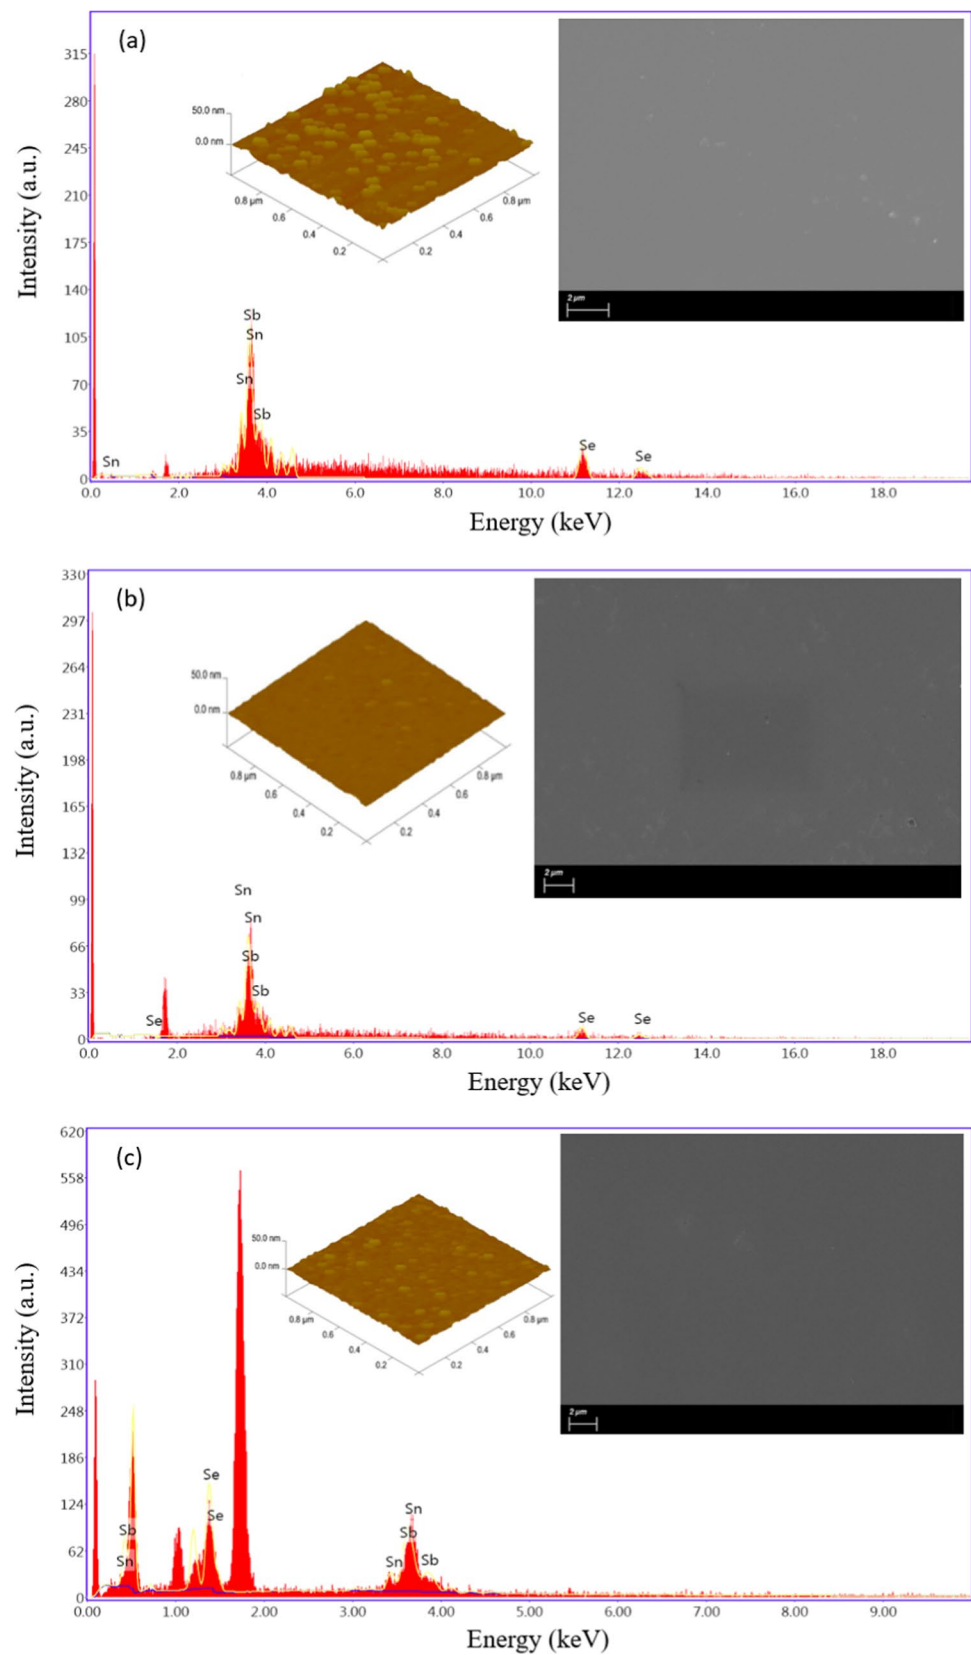 (a)
315
280
245
210
175
140
105
70
35
0
Intensity (a.u.)
50.0 nm
0.0 nm
0.8 µm
0.6
0.4
0.2
0.2
0.4
0.6
0.8 µm
2 µm
Sb
Sn
Sn
Sb
Sn
Se
Se
0.0 2.0 4.0 6.0 8.0 10.0 12.0 14.0 16.0 18.0
Energy (keV)
(b)
330
297
264
231
198
165
132
99
66
33
0
Intensity (a.u.)
50.0 nm
0.0 nm
0.8 µm
0.6
0.4
0.2
0.2
0.4
0.6
0.8 µm
2 µm
Sn
Sn
Sb
Sb
Se
Se
Se
0.0 2.0 4.0 6.0 8.0 10.0 12.0 14.0 16.0 18.0
Energy (keV)
(c)
620
558
496
434
372
310
248
186
124
62
0
Intensity (a.u.)
50.0 nm
0.0 nm
0.8 µm
0.6
0.4
0.2
0.2
0.4
0.6
0.8 µm
2 µm
Se
Se
Sb
Sn
Sn
Sb
Sn
Sb
0.00 1.00 2.00 3.00 4.00 5.00 6.00 7.00 8.00 9.00
Energy (keV)